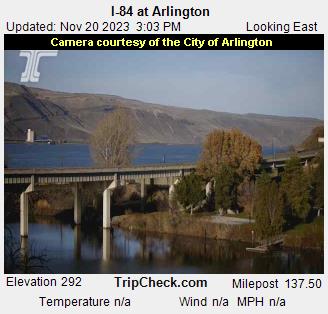 I-84 at Arlington
Updated: Nov 20 2023 3:03 PM Looking East
Camera courtesy of the City of Arlington
Elevation 292 TripCheck.com Milepost 137.50
Temperature n/a Wind n/a MPH n/a